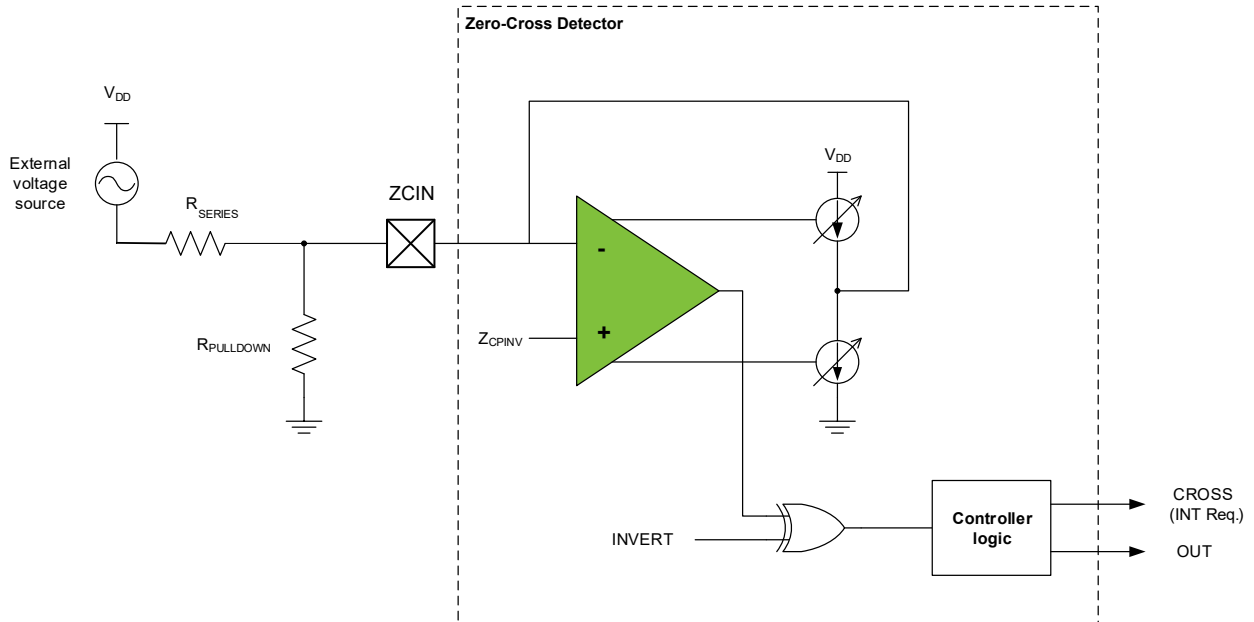 Zero-Cross Detector
VDD
External
voltage
source
RSERIES
ZCIN
VDD
-
+
RPULLDOWN
ZCPINV
INVERT
Controller
logic
CROSS
(INT Req.)
OUT